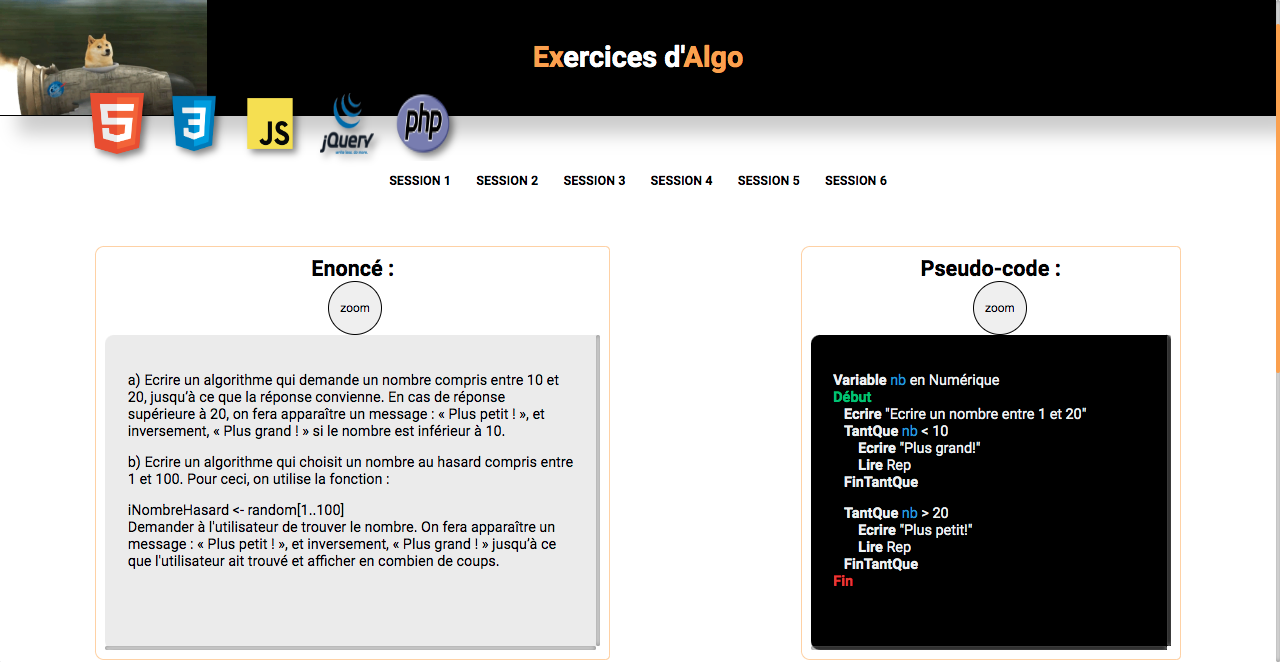 Exercices d'Algo
5
3
JS
jQuery
write less, do more.
php
SESSION 1 SESSION 2 SESSION 3 SESSION 4 SESSION 5 SESSION 6
Enoncé :
zoom
a) Ecrire un algorithme qui demande un nombre compris entre 10 et
20, jusqu’à ce que la réponse convienne. En cas de réponse
supérieure à 20, on fera apparaître un message : « Plus petit ! », et
inversement, « Plus grand ! » si le nombre est inférieur à 10.
b) Ecrire un algorithme qui choisit un nombre au hasard compris entre
1 et 100. Pour ceci, on utilise la fonction :
iNombreHasard <- random[1..100]
Demander à l'utilisateur de trouver le nombre. On fera apparaître un
message : « Plus petit ! », et inversement, « Plus grand ! » jusqu’à ce
que l'utilisateur ait trouvé et afficher en combien de coups.
Pseudo-code :
zoom
Variable nb en Numérique
Début
Ecrire "Ecrire un nombre entre 1 et 20"
TantQue nb < 10
Ecrire "Plus grand!"
Lire Rep
FinTantQue
TantQue nb > 20
Ecrire "Plus petit!"
Lire Rep
FinTantQue
Fin